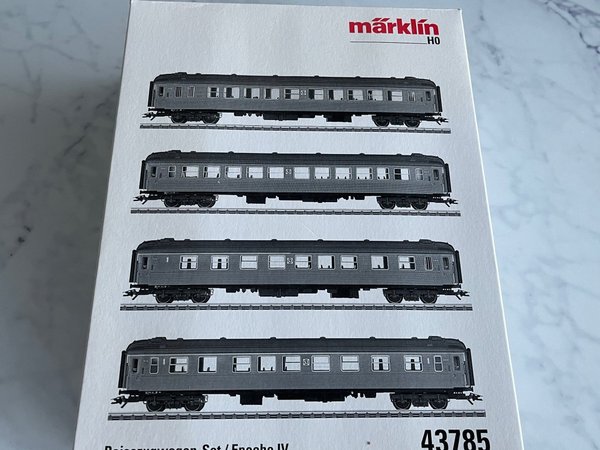 märklin
H0
Reisezugwagen-Set / Epoche IV
43785